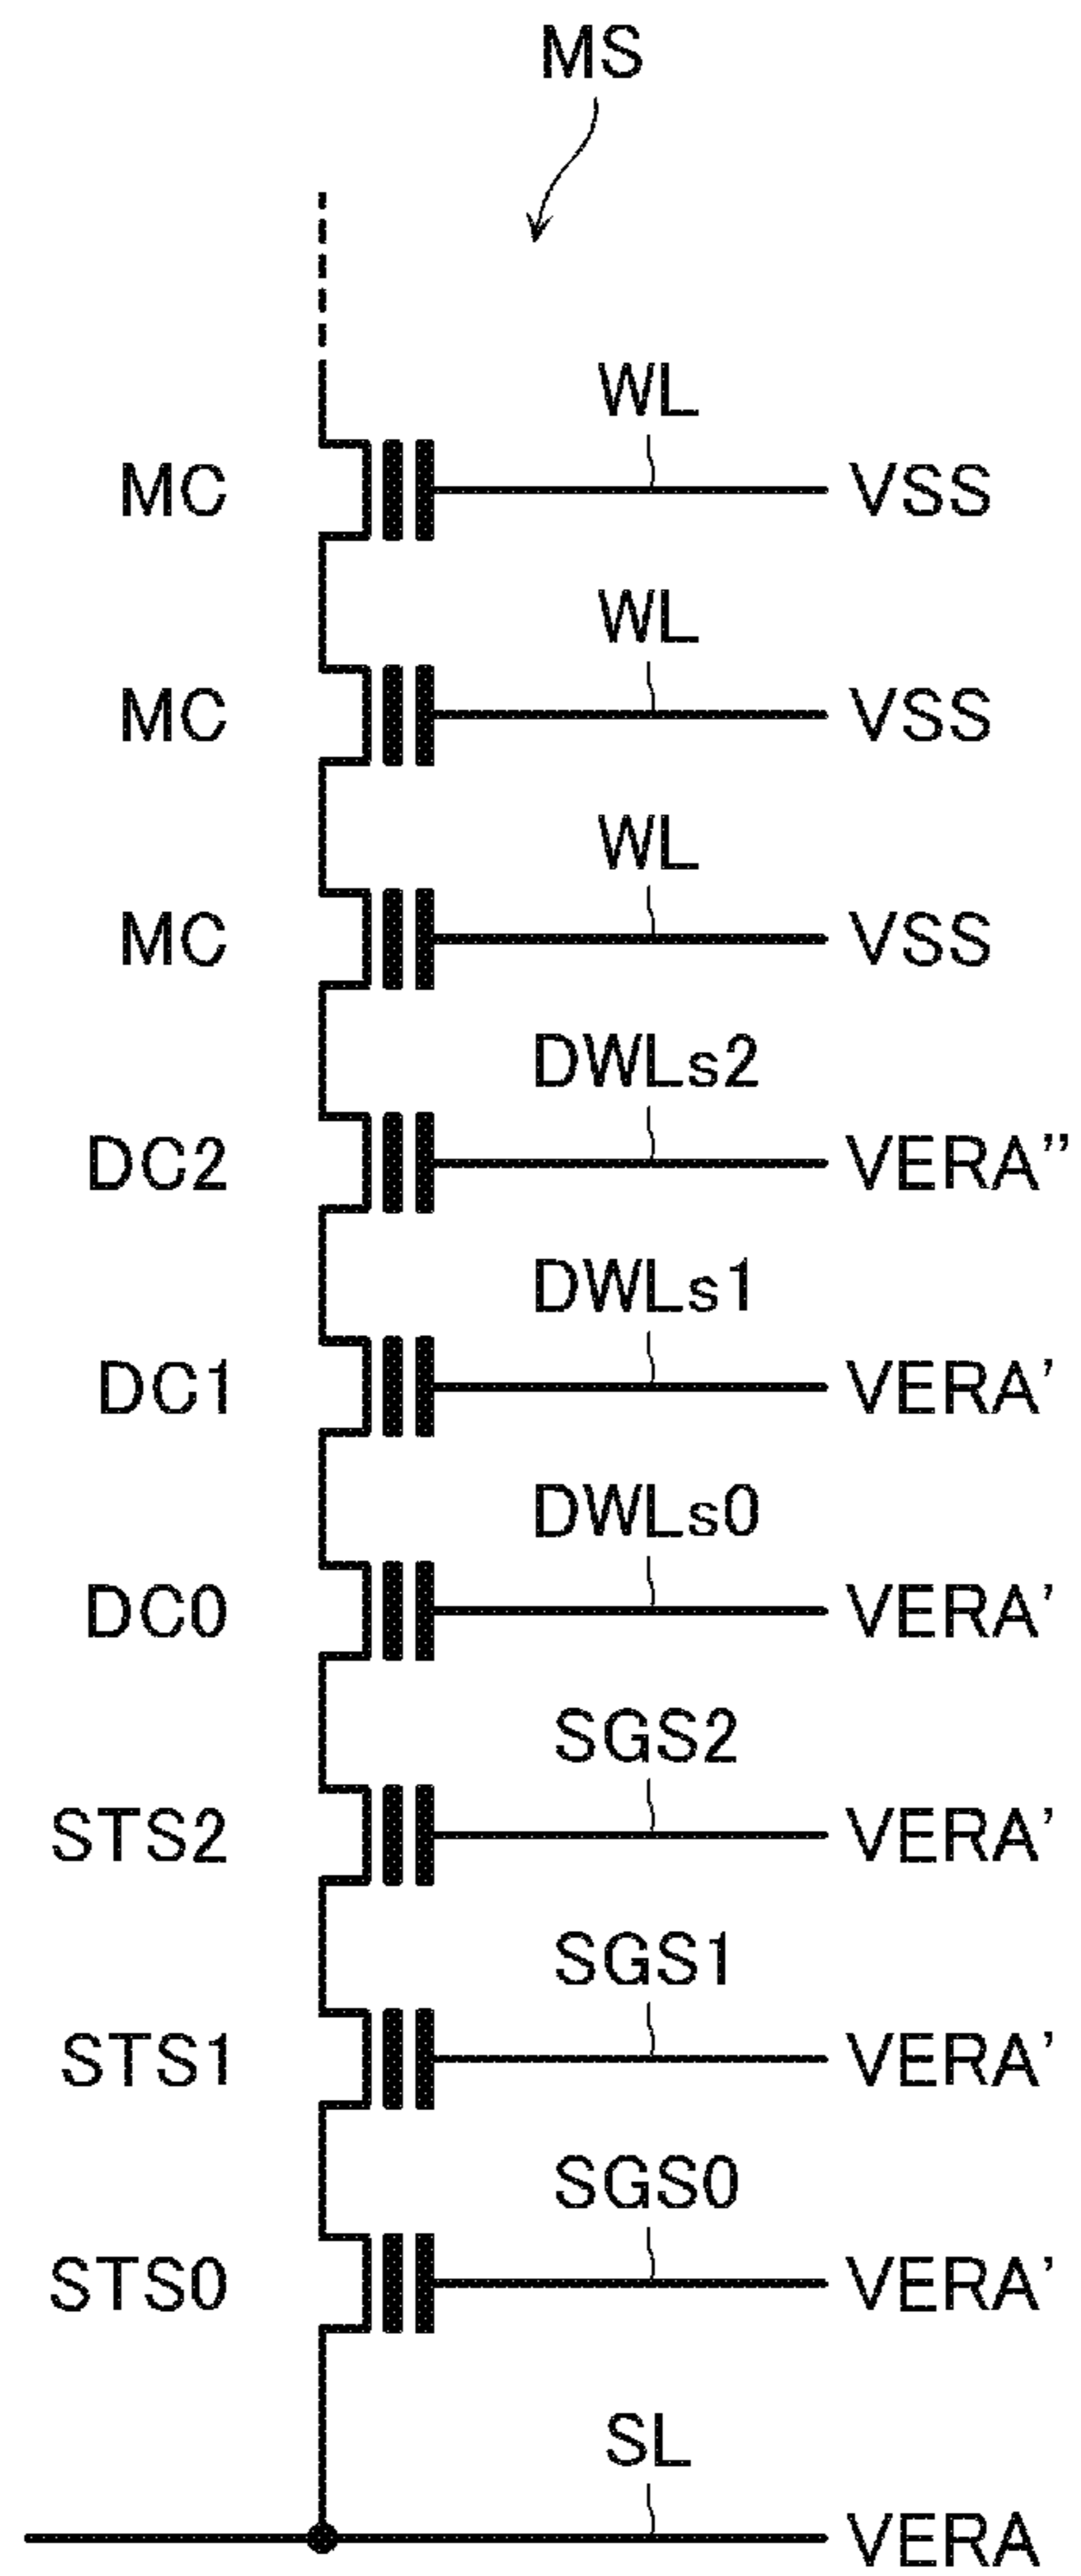 MS
WL
MC VSS
WL
MC VSS
WL
MC VSS
DWLs2
DC2 VERA’’
DWLs1
DC1 VERA’
DWLs0
DC0 VERA’
SGS2
STS2 VERA’
SGS1
STS1 VERA’
SGS0
STS0 VERA’
SL
VERA